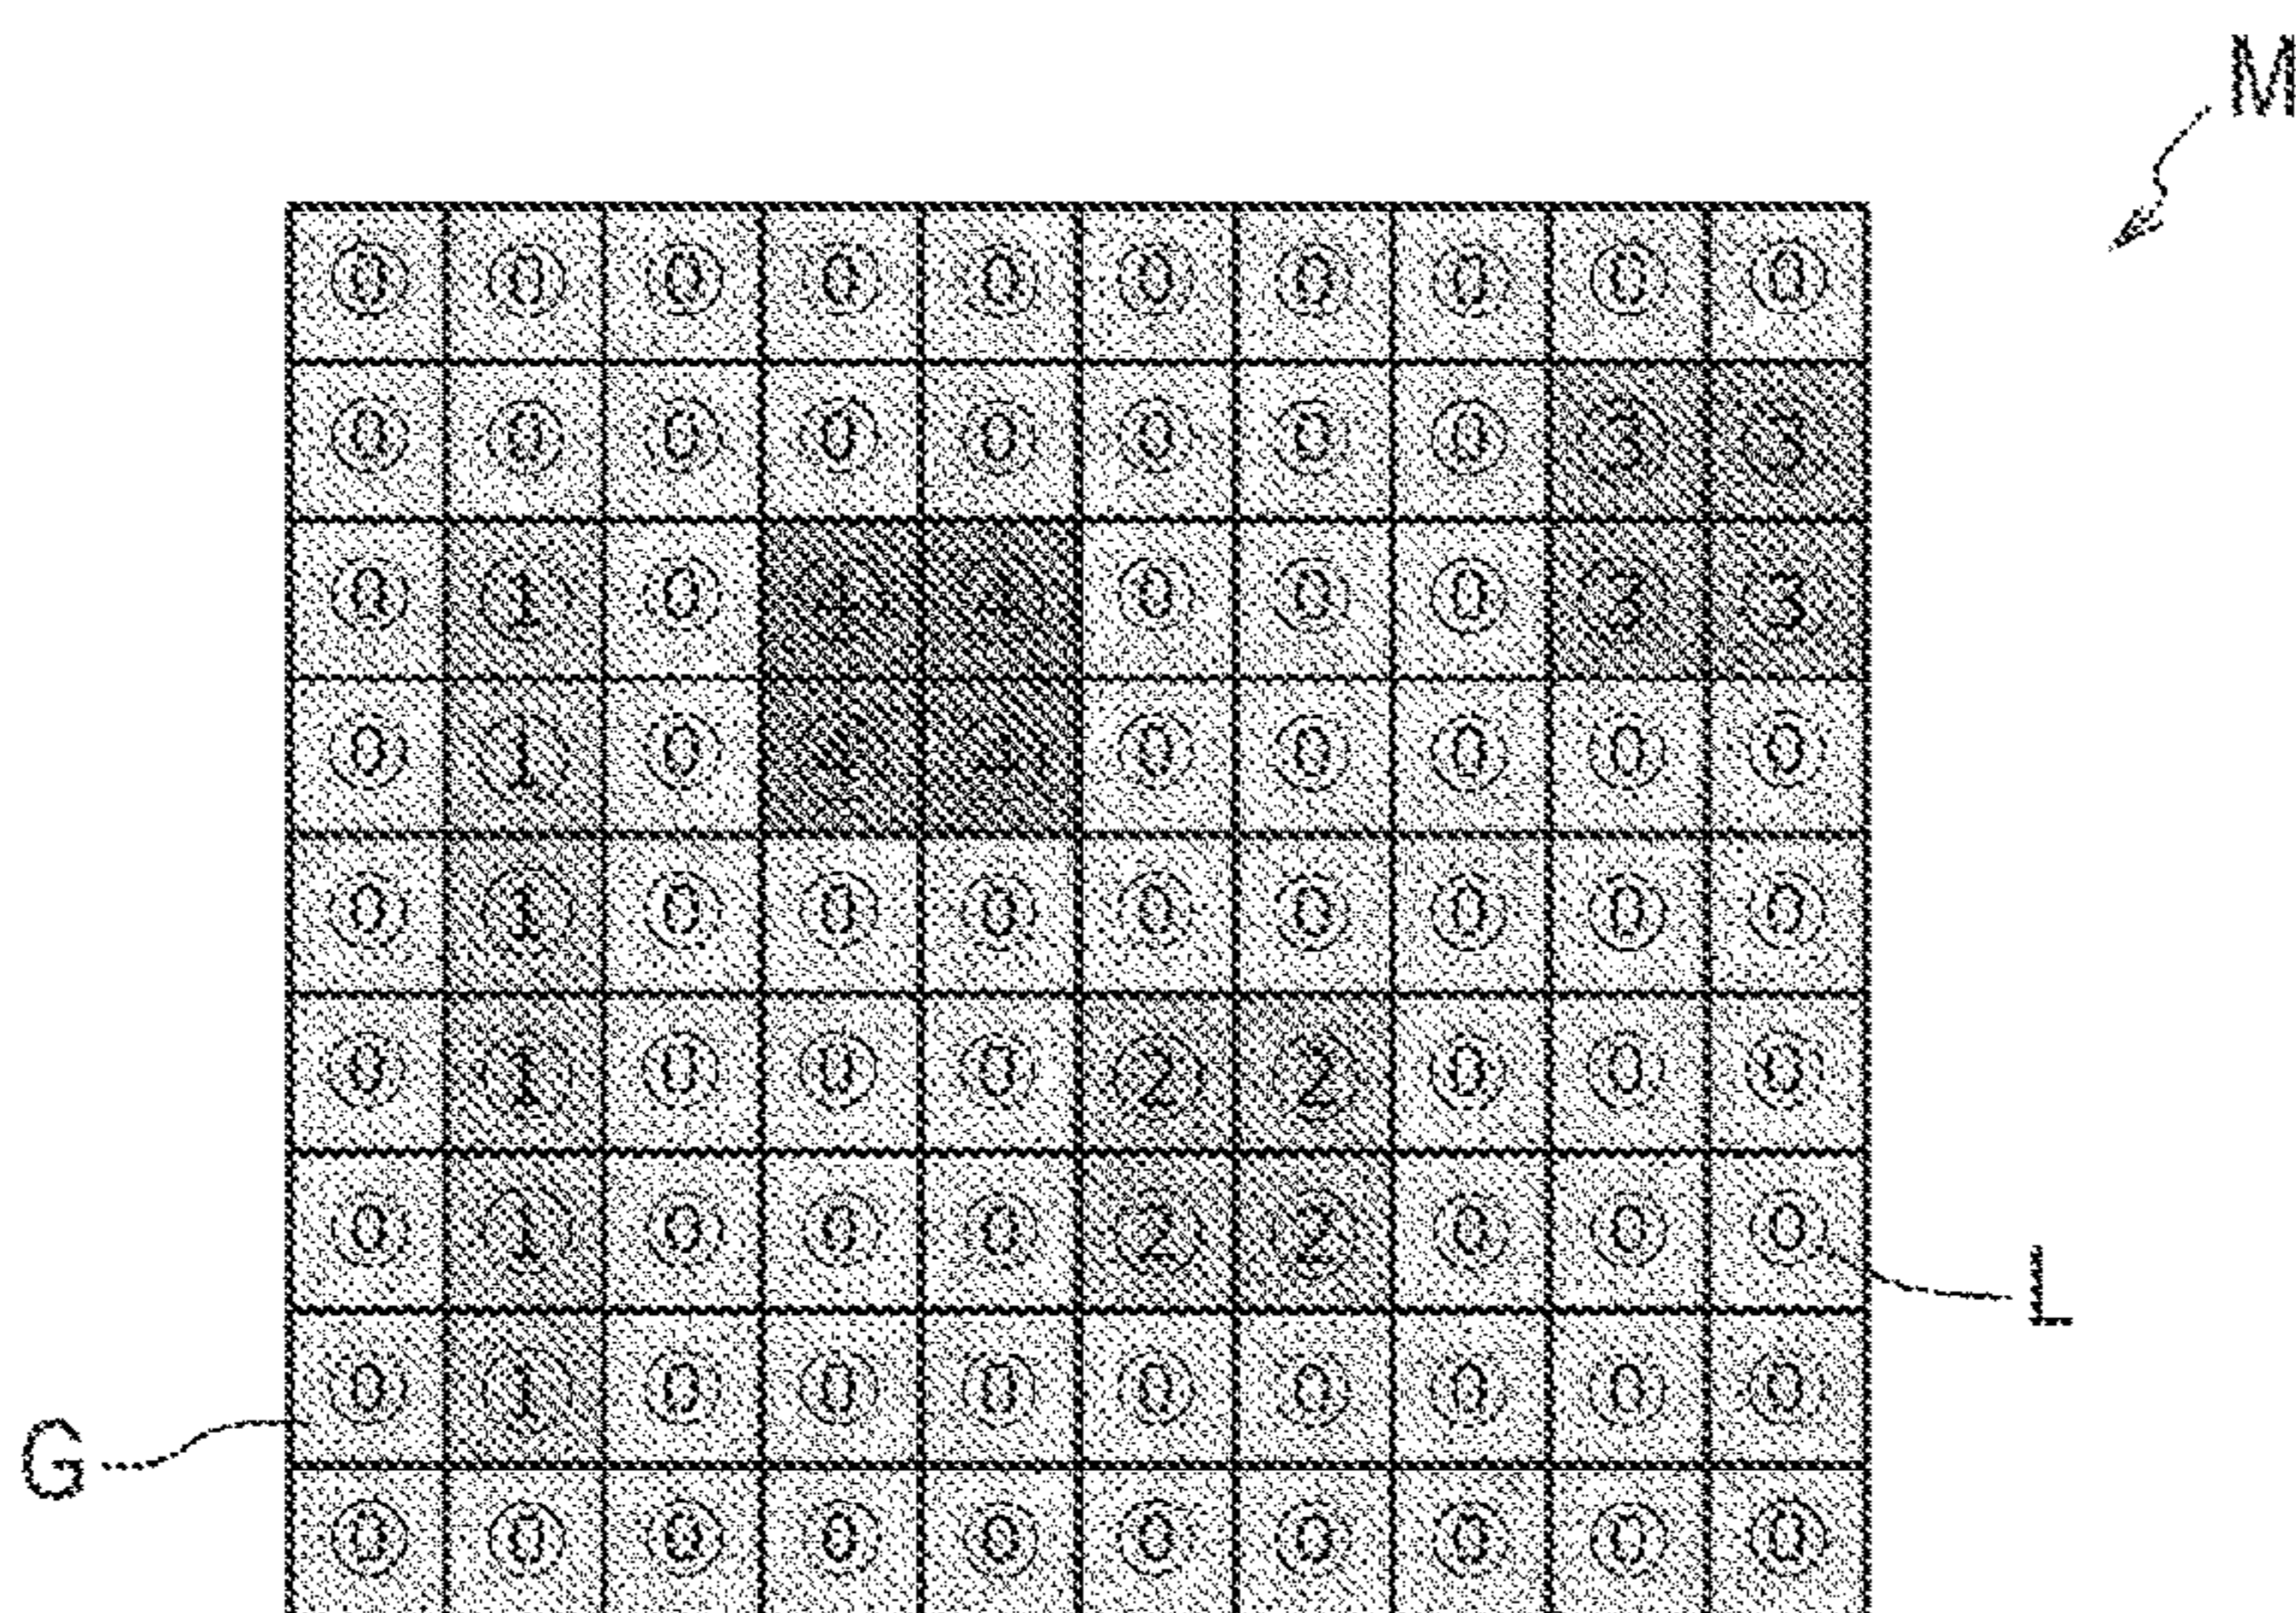 M
0 0 0 0 0 0 0 0 0 0
0 0 0 0 0 0 0 0 3 3
0 1 0 4 4 0 0 0 3 3
0 1 0 4 4 0 0 0 0 0
0 1 0 0 0 0 0 0 0 0
0 1 0 0 0 2 2 0 0 0
0 1 0 0 0 2 2 0 0 0
L
0 1 0 0 0 0 0 0 0 0
G
0 0 0 0 0 0 0 0 0 0